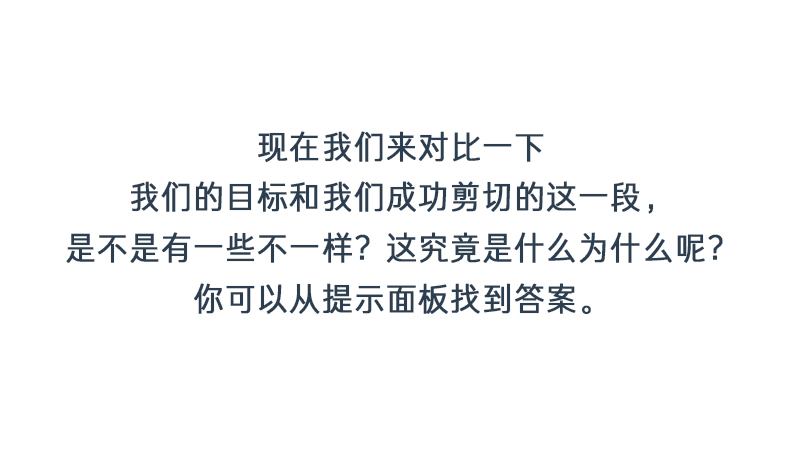 现在我们来对比一下
我们的目标和我们成功剪切的这一段，
是不是有一些不一样？这究竟是什么为什么呢？
你可以从提示面板找到答案。